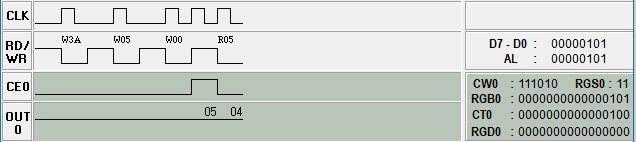 CLK
W3A W05 W00 R05
RD/
WR
D7 - D0 : 00000101
AL : 00000101
CE0
CW0 : 111010 RGS0 : 11
RGB0 : 0000000000000101
OUT
0
05 04
CT0 : 0000000000000100
RGD0 : 0000000000000000